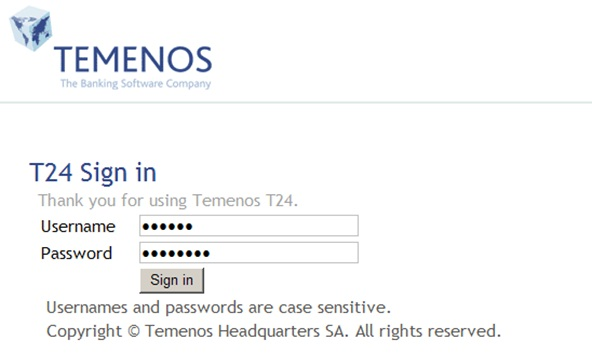 TEMENOS
The Banking Software Company
T24 Sign in
Thank you for using Temenos T24.
Username ••••••
Password ••••••••
Sign in
Usernames and passwords are case sensitive.
Copyright © Temenos Headquarters SA. All rights reserved.